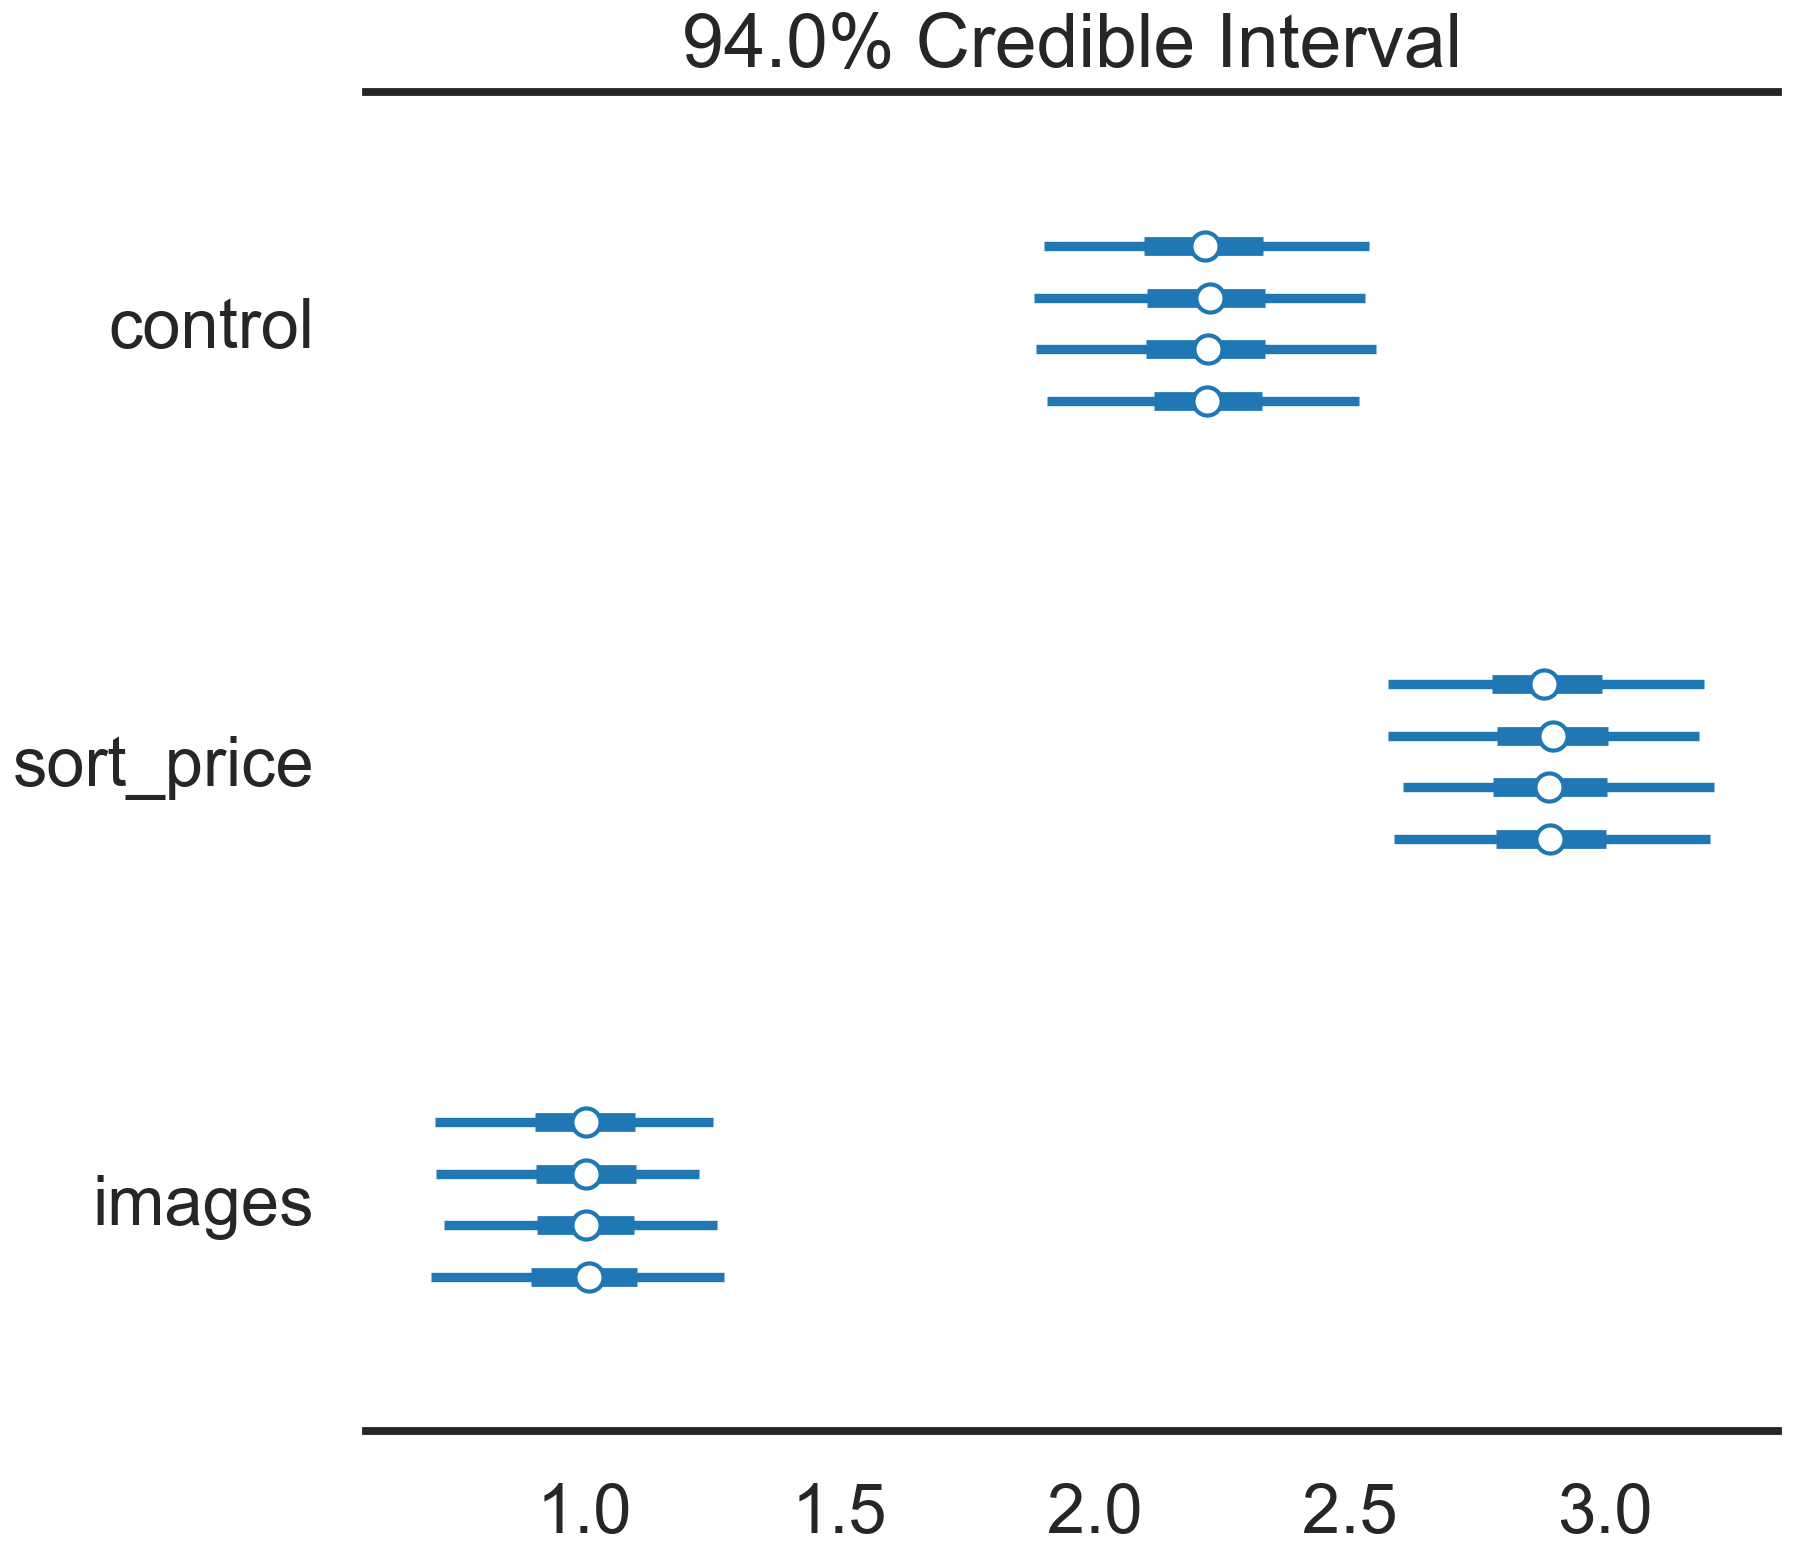 94.0% Credible Interval
control
sort_price
images
1.0 1.5 2.0 2.5 3.0